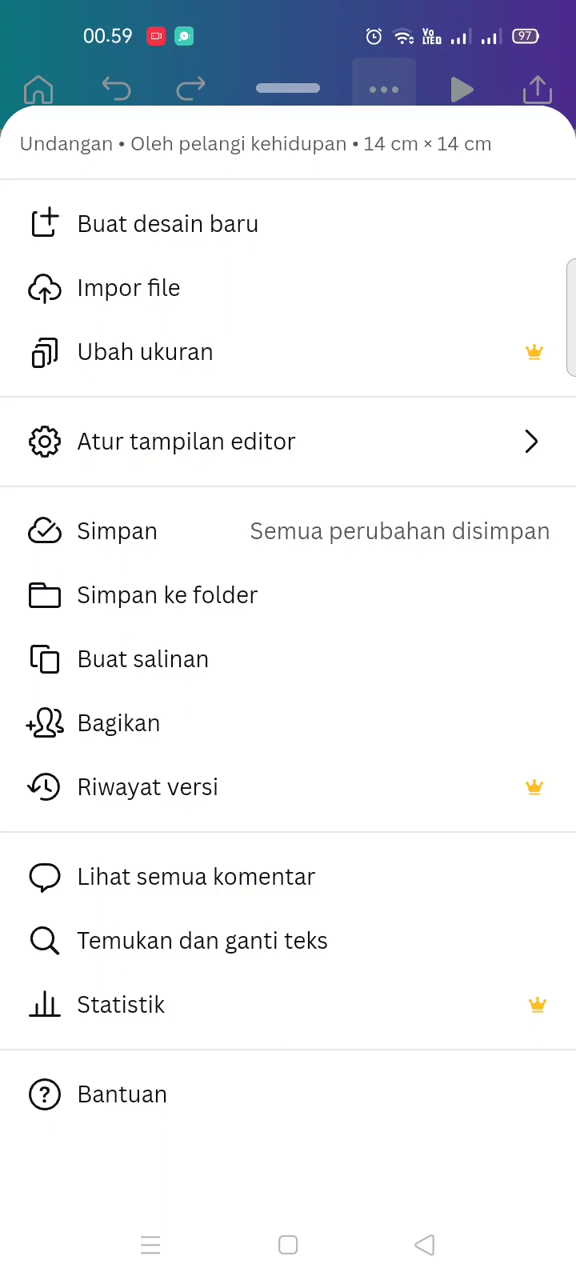 00.59
Vo
LTED
97
Undangan • Oleh pelangi kehidupan • 14 cm × 14 cm
Buat desain baru
Impor file
Ubah ukuran
Atur tampilan editor
Simpan Semua perubahan disimpan
Simpan ke folder
Buat salinan
Bagikan
Riwayat versi
Lihat semua komentar
Temukan dan ganti teks
Statistik
Bantuan